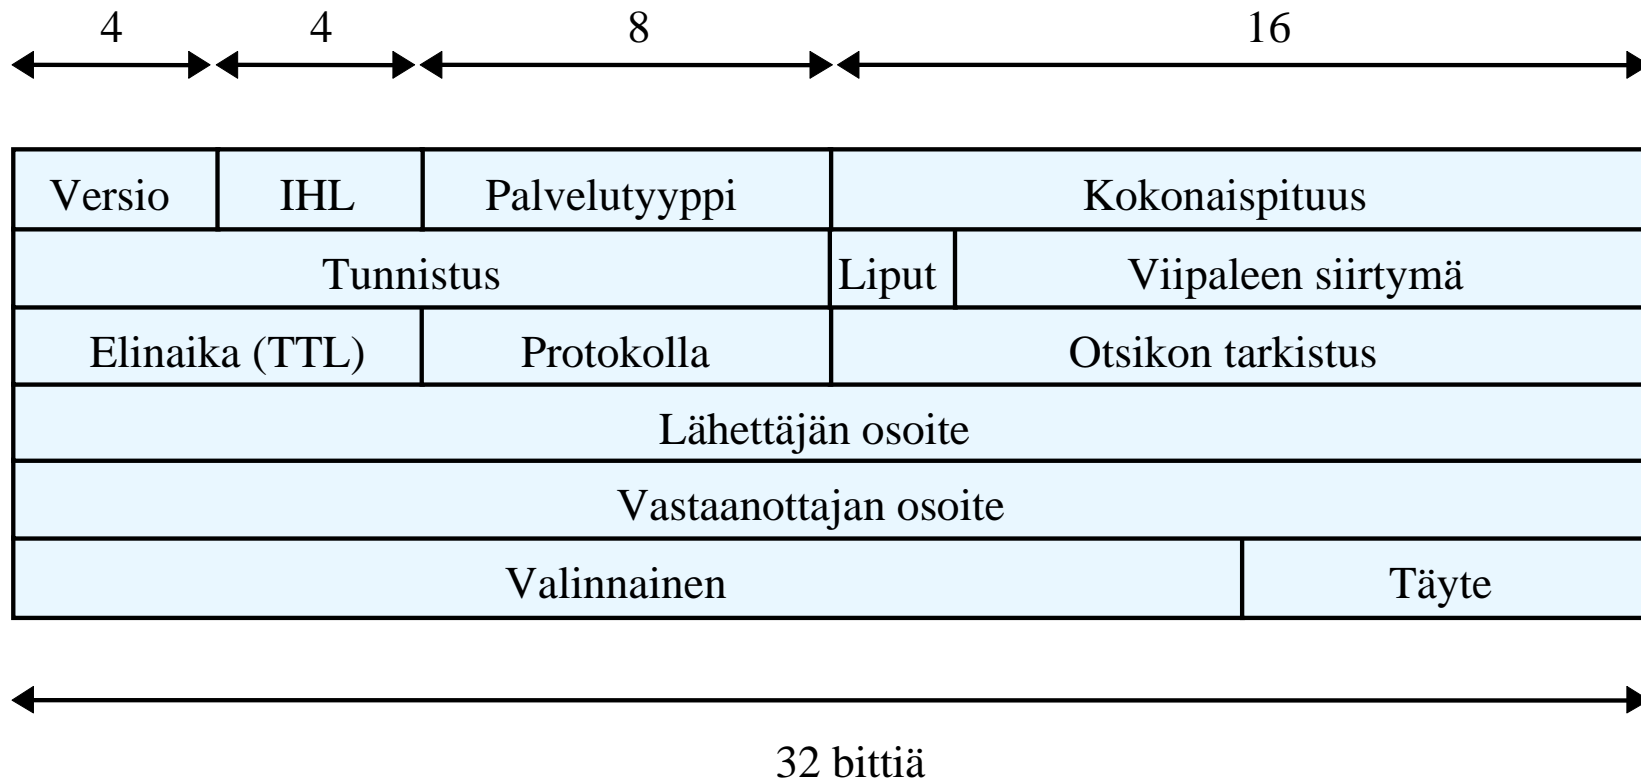 4 4 8 16
Versio IHL Palvelutyyppi Kokonaispituus
Tunnistus Liput Viipaleen siirtymä
Elinaika (TTL) Protokolla Otsikon tarkistus
Lähettäjän osoite
Vastaanottajan osoite
Valinnainen Täyte
32 bittiä